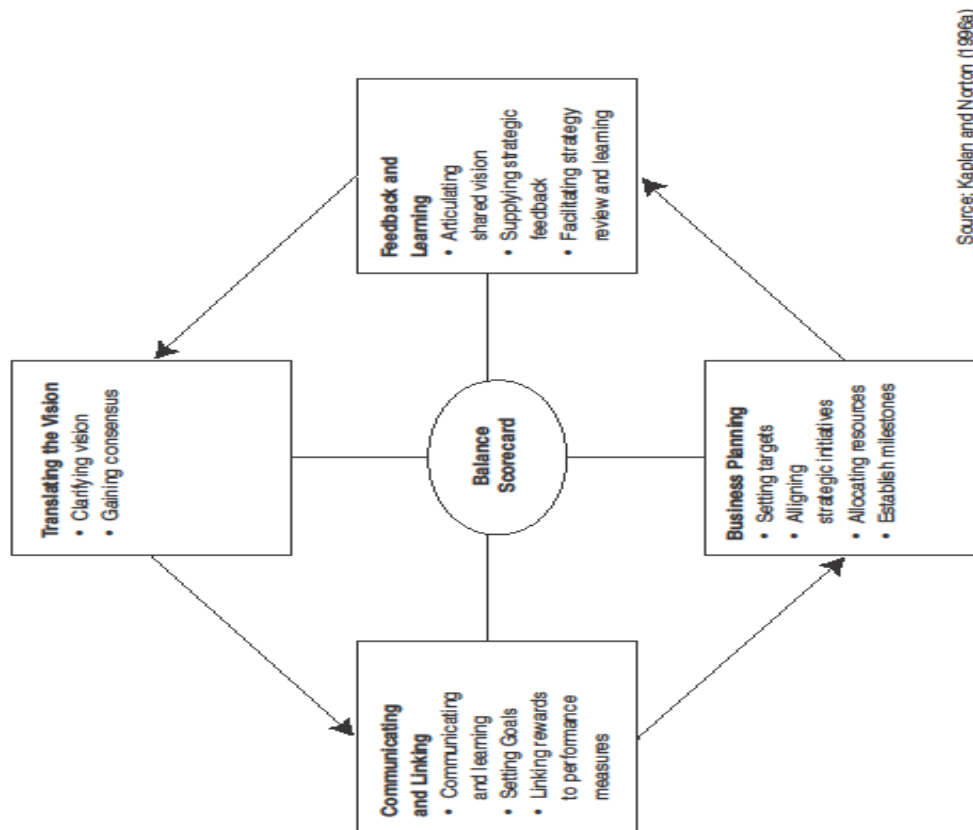 Translating the Vision
• Clarifying vision
• Gaining consensus
Communicating
and Linking
• Communicating
and learning
• Setting Goals
• Linking rewards
to performance
measures
Balance
Scorecard
Feedback and
Learning
• Articulating
shared vision
• Supplying strategic
feedback
• Facilitating strategy
review and learning
Business Planning
• Setting targets
• Alligning
strategic initiatives
• Allocating resources
• Establish milestones
Source: Kaplan and Norton (1996a)